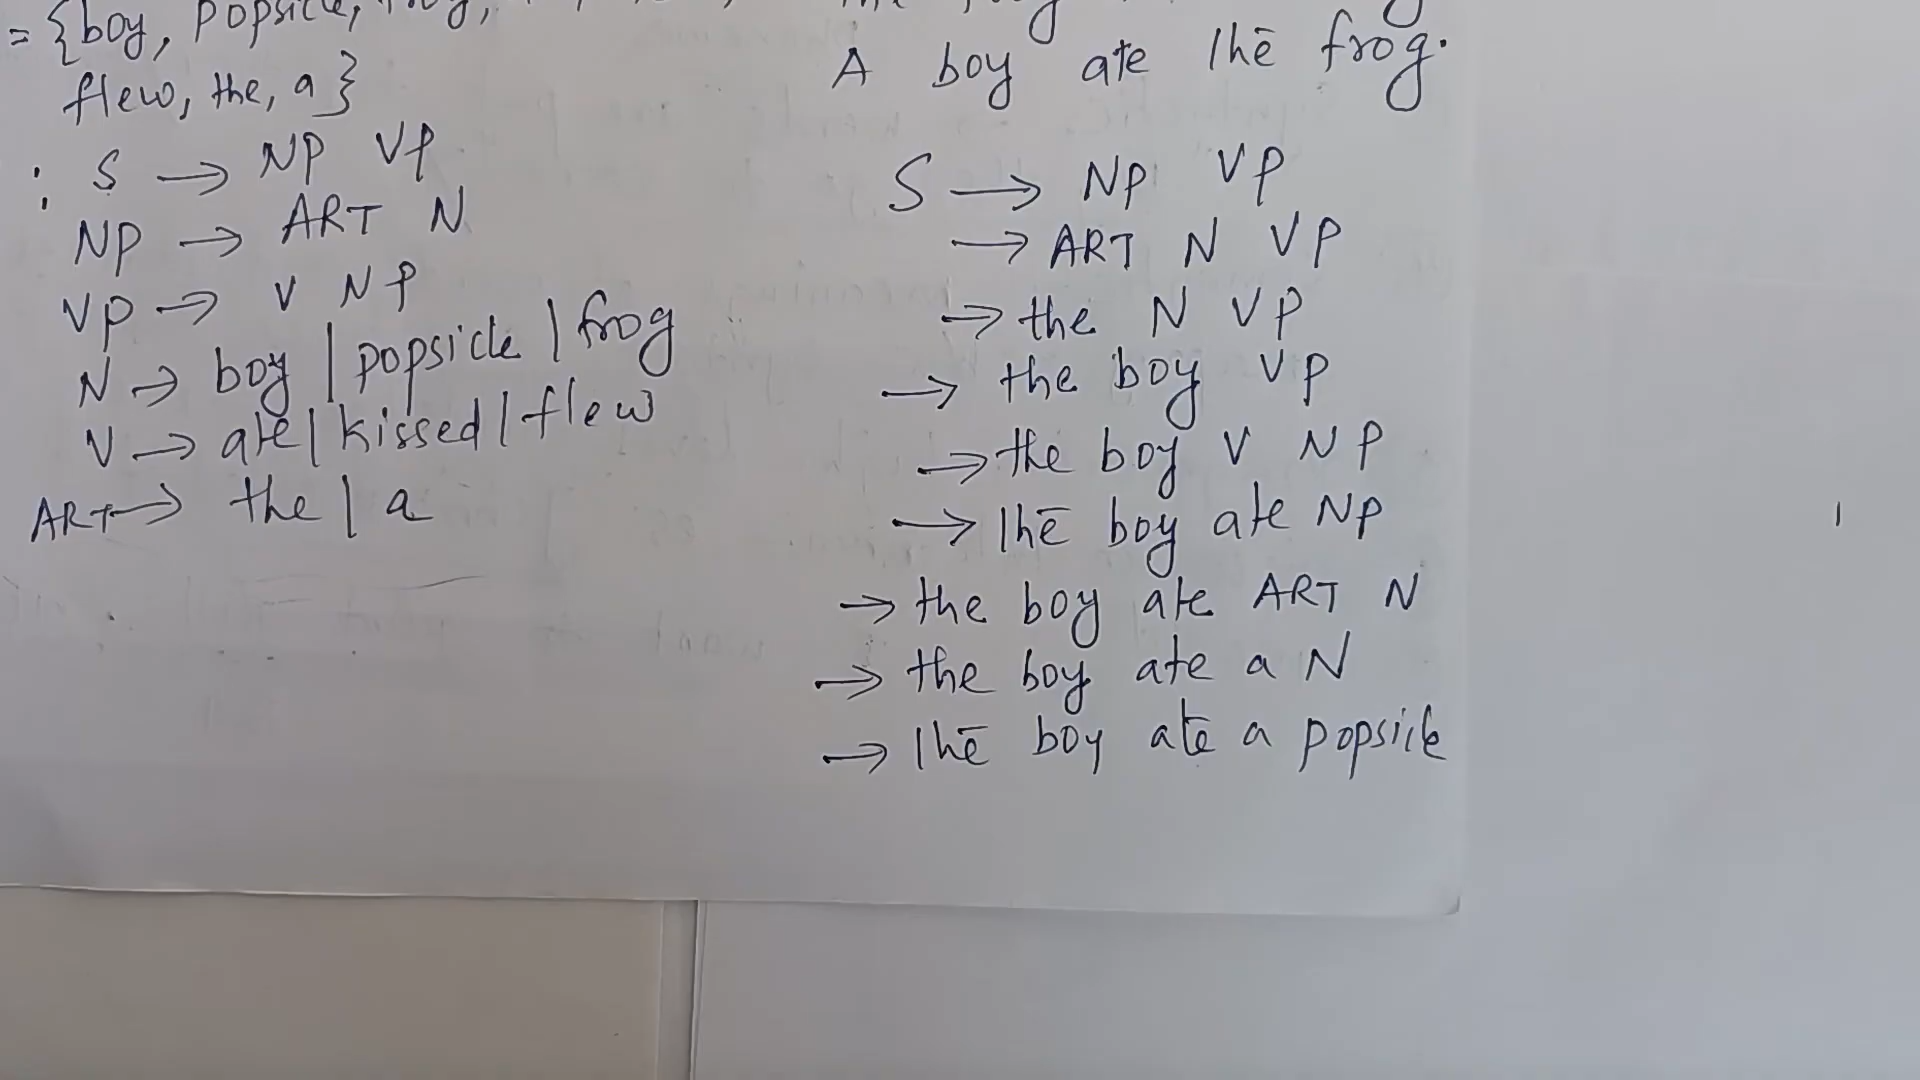 = {boy, popsicle, frog,
flew, the, a}
: S → NP VP
NP → ART N
VP → V NP
N → boy | popsicle | frog
V → ate | kissed | flew
ART → the | a
A boy ate the frog.
S → NP VP
→ ART N VP
→ the N VP
→ the boy VP
→ the boy V NP
→ the boy ate NP
→ the boy ate ART N
→ the boy ate a N
→ the boy ate a popsicle